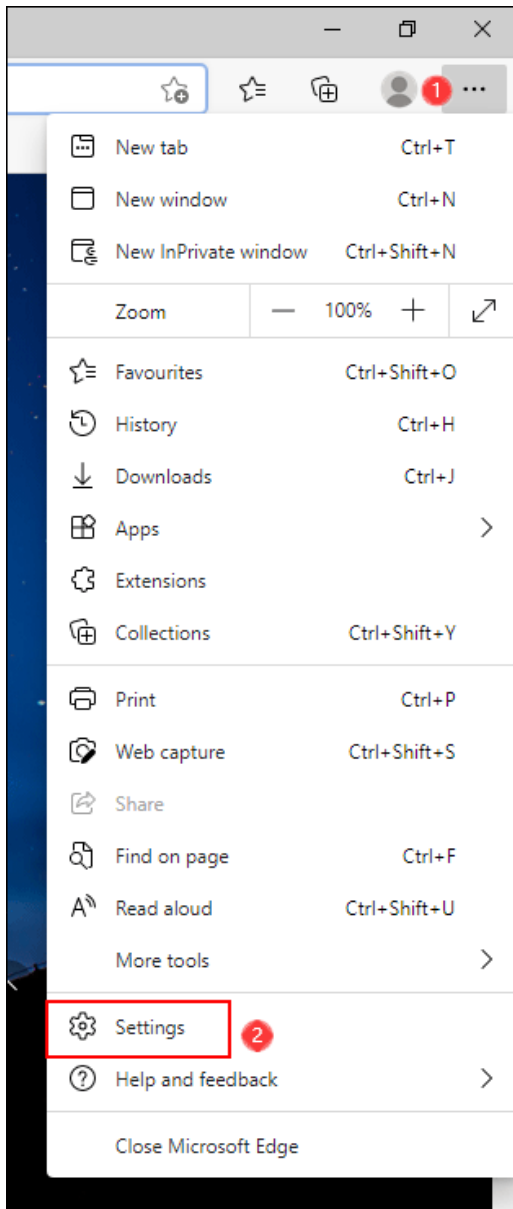 1
New tab Ctrl+T
New window Ctrl+N
New InPrivate window Ctrl+Shift+N
Zoom 100%
Favourites Ctrl+Shift+O
History Ctrl+H
Downloads Ctrl+J
Apps
Extensions
Collections Ctrl+Shift+Y
Print Ctrl+P
Web capture Ctrl+Shift+S
Share
Find on page Ctrl+F
Read aloud Ctrl+Shift+U
More tools
Settings 2
Help and feedback
Close Microsoft Edge